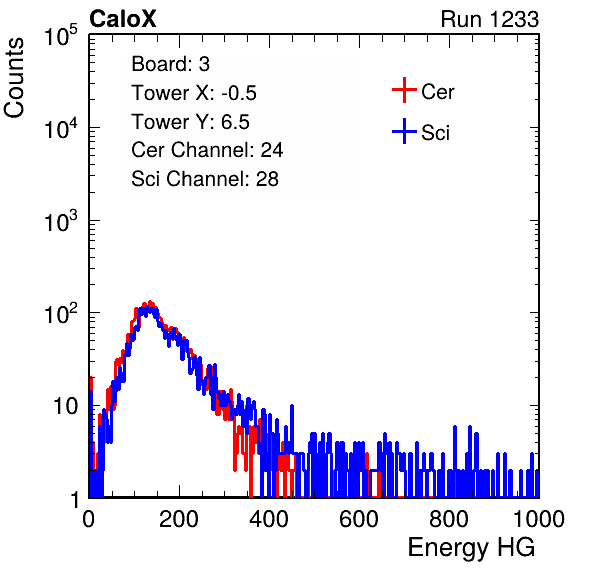 CaloX Run 1233
Counts
Board: 3
Tower X: -0.5
Tower Y: 6.5
Cer Channel: 24
Sci Channel: 28
Cer
Sci
10^5
10^4
10^3
10^2
10
1
0 200 400 600 800 1000
Energy HG